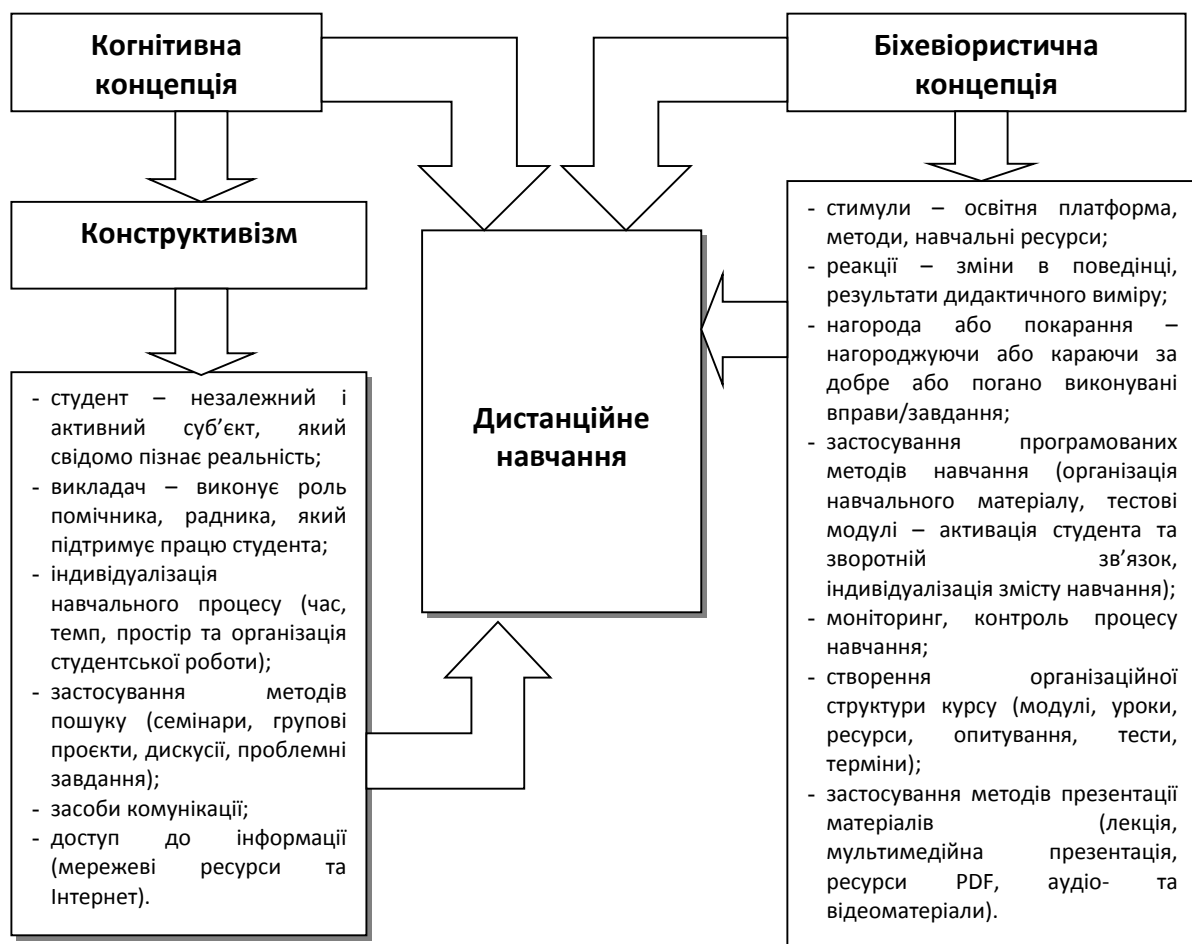 Когнітивна
концепція
Біхевіористична
концепція
Конструктивізм
Дистанційне
навчання
- студент – незалежний і
активний суб’єкт, який
свідомо пізнає реальність;
- викладач – виконує роль
помічника, радника, який
підтримує працю студента;
- індивідуалізація
навчального процесу (час,
темп, простір та організація
студентської роботи);
- застосування методів
пошуку (семінари, групові
проєкти, дискусії, проблемні
завдання);
- засоби комунікації;
- доступ до інформації
(мережеві ресурси та
Інтернет).
- стимули – освітня платформа,
методи, навчальні ресурси;
- реакції – зміни в поведінці,
результати дидактичного виміру;
- нагорода або покарання –
нагороджуючи або караючи за
добре або погано виконувані
вправи/завдання;
- застосування програмованих
методів навчання (організація
навчального матеріалу, тестові
модулі – активація студента та
зворотній зв’язок,
індивідуалізація змісту навчання);
- моніторинг, контроль процесу
навчання;
- створення організаційної
структури курсу (модулі, уроки,
ресурси, опитування, тести,
терміни);
- застосування методів презентації
матеріалів (лекція,
мультимедійна презентація,
ресурси PDF, аудіо- та
відеоматеріали).